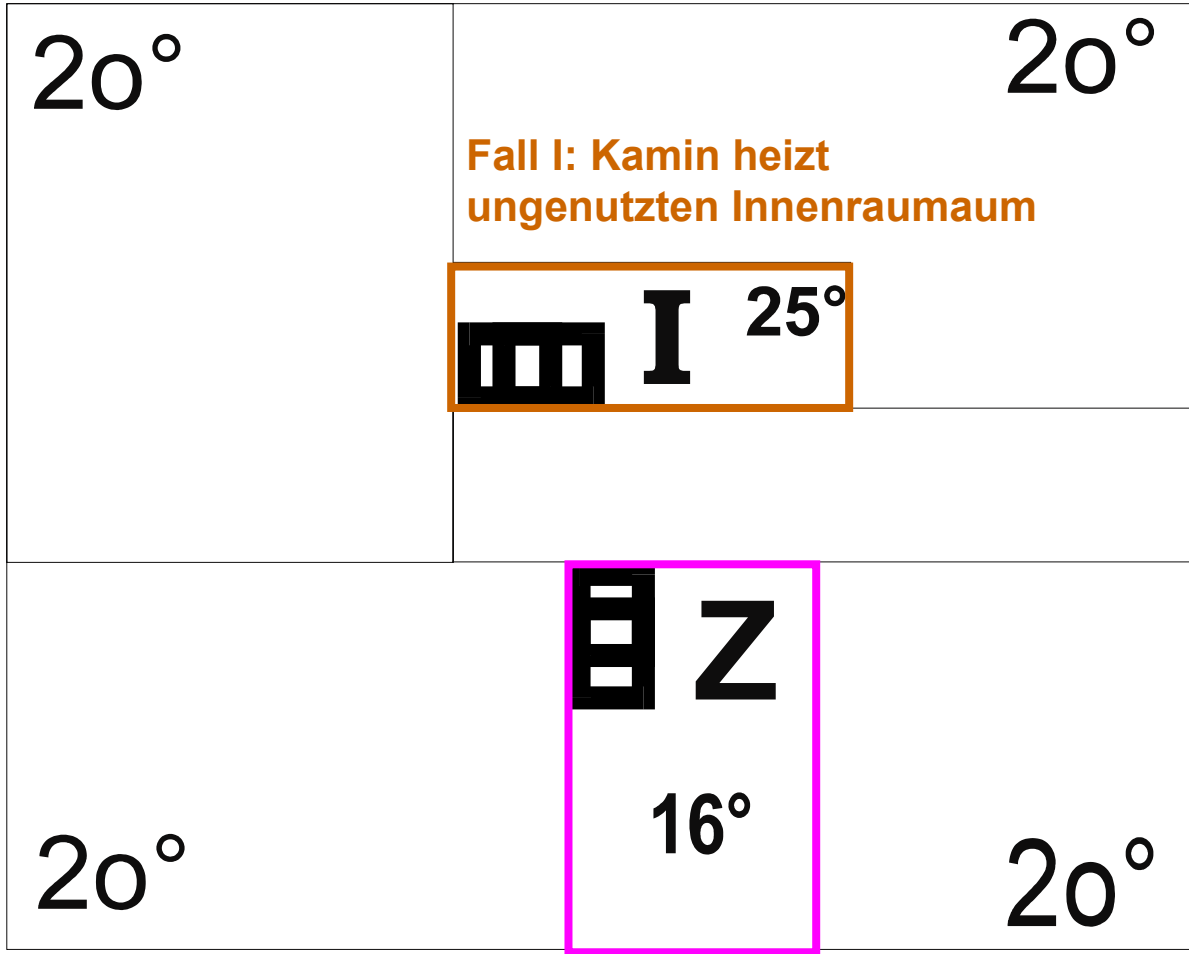 2o°
2o°
Fall I: Kamin heizt
ungenutzten Innenraumaum
I
25°
Z
16°
2o°
2o°